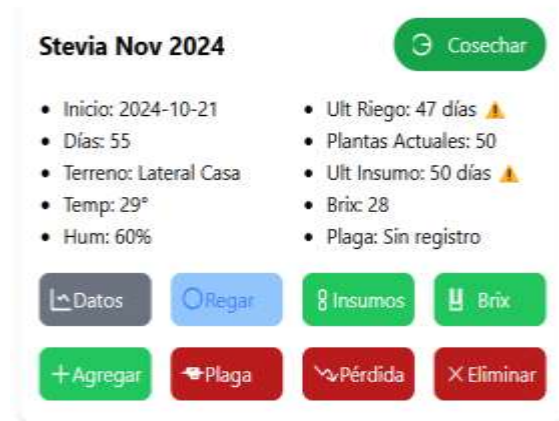 Stevia Nov 2024
Cosechar
• Inicio: 2024-10-21
• Días: 55
• Terreno: Lateral Casa
• Temp: 29°
• Hum: 60%
• Ult Riego: 47 días ⚠
• Plantas Actuales: 50
• Ult Insumo: 50 días ⚠
• Brix: 28
• Plaga: Sin registro
Datos
Regar
Insumos
Brix
+Agregar
Plaga
Pérdida
Eliminar